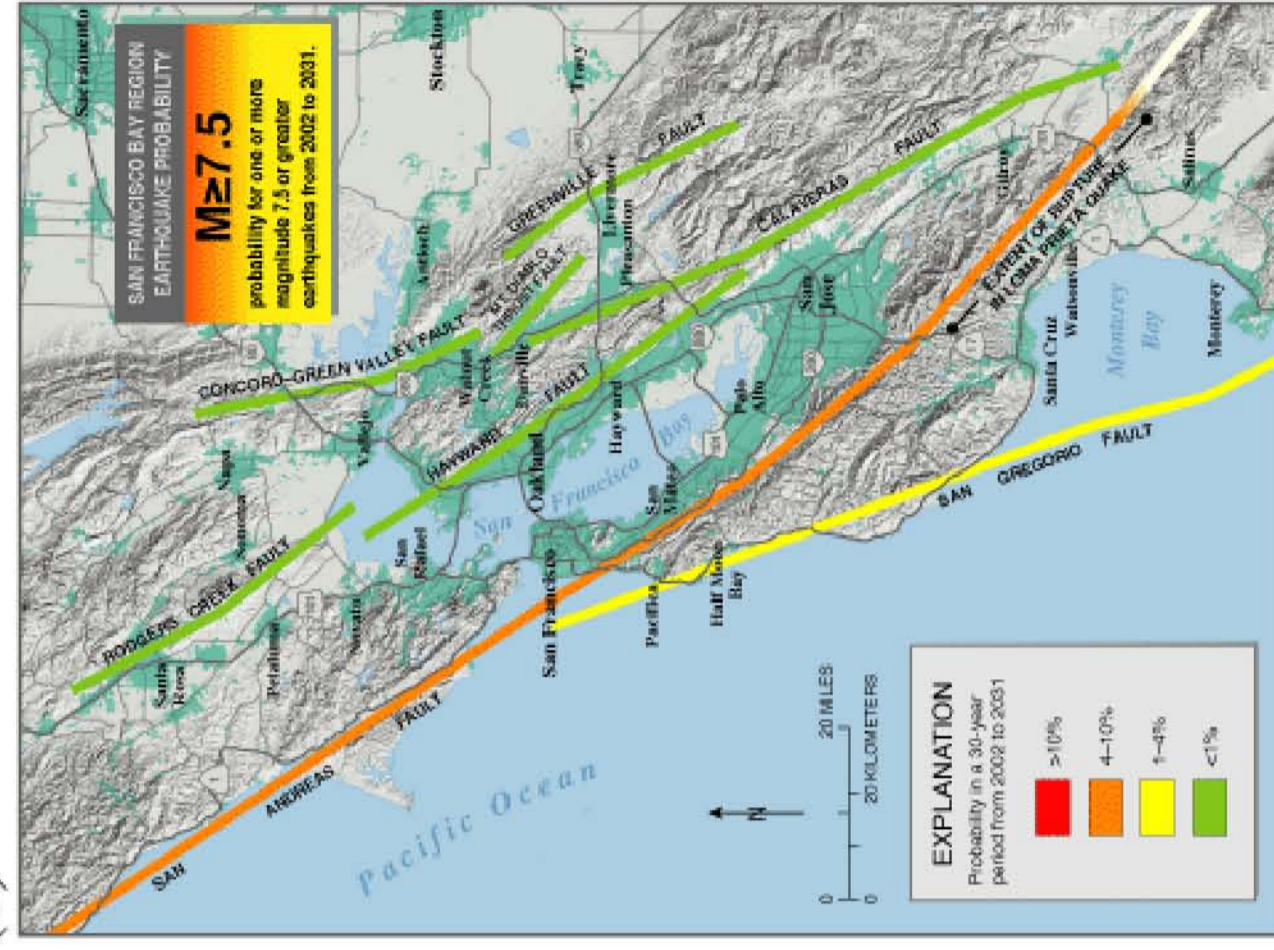 SAN FRANCISCO BAY REGION
EARTHQUAKE PROBABILITY
M≥7.5
probability for one or more
magnitude 7.5 or greater
earthquakes from 2002 to 2031.
Sacramento
Stockton
Tracy
80
GREENVILLE FAULT
Livermore
Pleasanton
Antioch
MT. DIABLO
THRUST FAULT
CONCORD–GREEN VALLEY FAULT
Walnut
Creek
Danville
CALAVERAS FAULT
Gilroy
Salinas
EXTENT OF RUPTURE
IN LOMA PRIETA QUAKE
Vallejo
Napa
Sonoma
HAYWARD FAULT
Oakland
Hayward
San
Jose
Palo
Alto
San
Mateo
San Francisco Bay
Santa Cruz
Watsonville
Monterey
Bay
Monterey
RODGERS CREEK FAULT
Santa
Rosa
Petaluma
Novato
101
San
Rafael
San Francisco
Pacifica
Half Moon
Bay
SAN GREGORIO FAULT
SAN ANDREAS FAULT
1
17
Pacific Ocean
N
0 20 MILES
0 20 KILOMETERS
EXPLANATION
Probability in a 30-year
period from 2002 to 2031
>10%
4–10%
1–4%
<1%